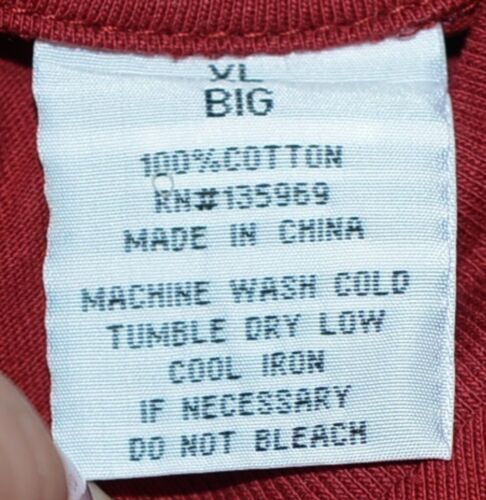 XL
BIG
100%COTTON
RN#135969
MADE IN CHINA
MACHINE WASH COLD
TUMBLE DRY LOW
COOL IRON
IF NECESSARY
DO NOT BLEACH